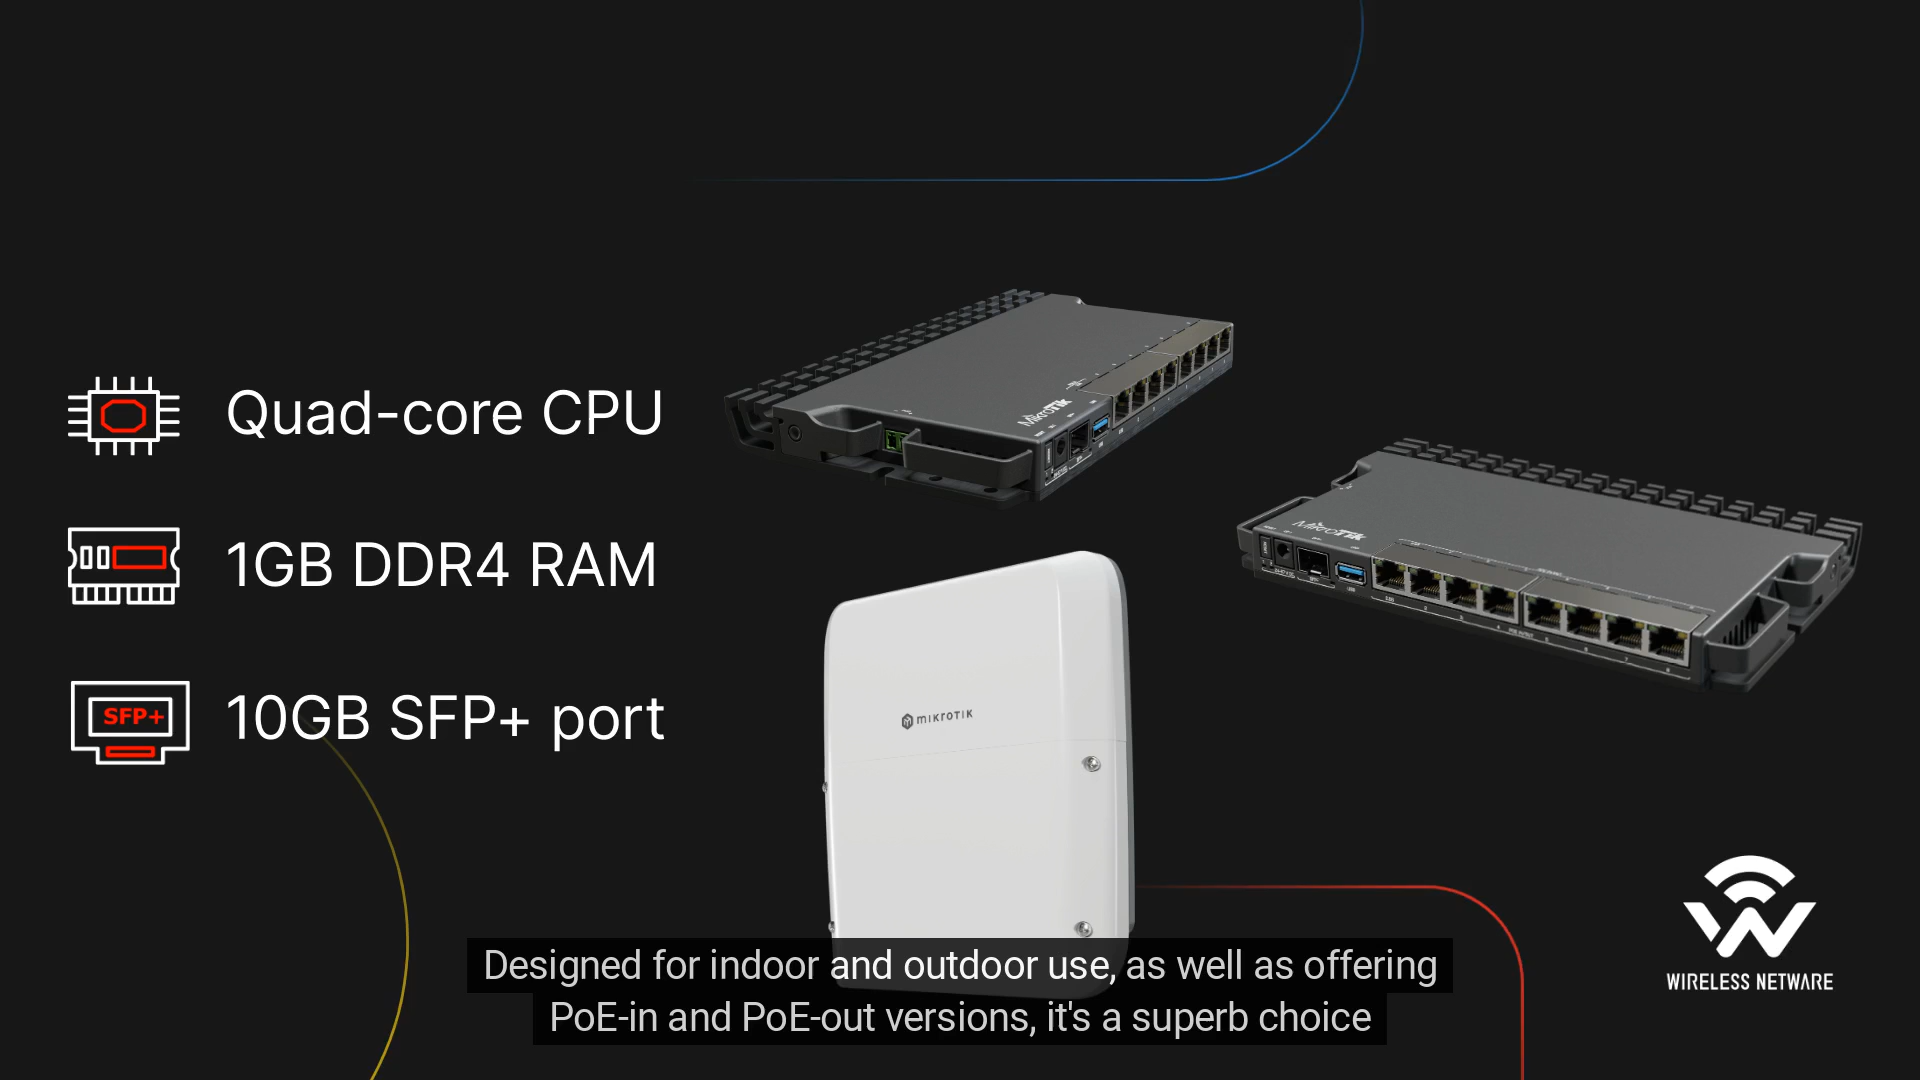 Quad-core CPU
1GB DDR4 RAM
SFP+
10GB SFP+ port
MikroTik
MikroTik
MIKROTIK
WIRELESS NETWARE
Designed for indoor and outdoor use, as well as offering
PoE-in and PoE-out versions, it's a superb choice